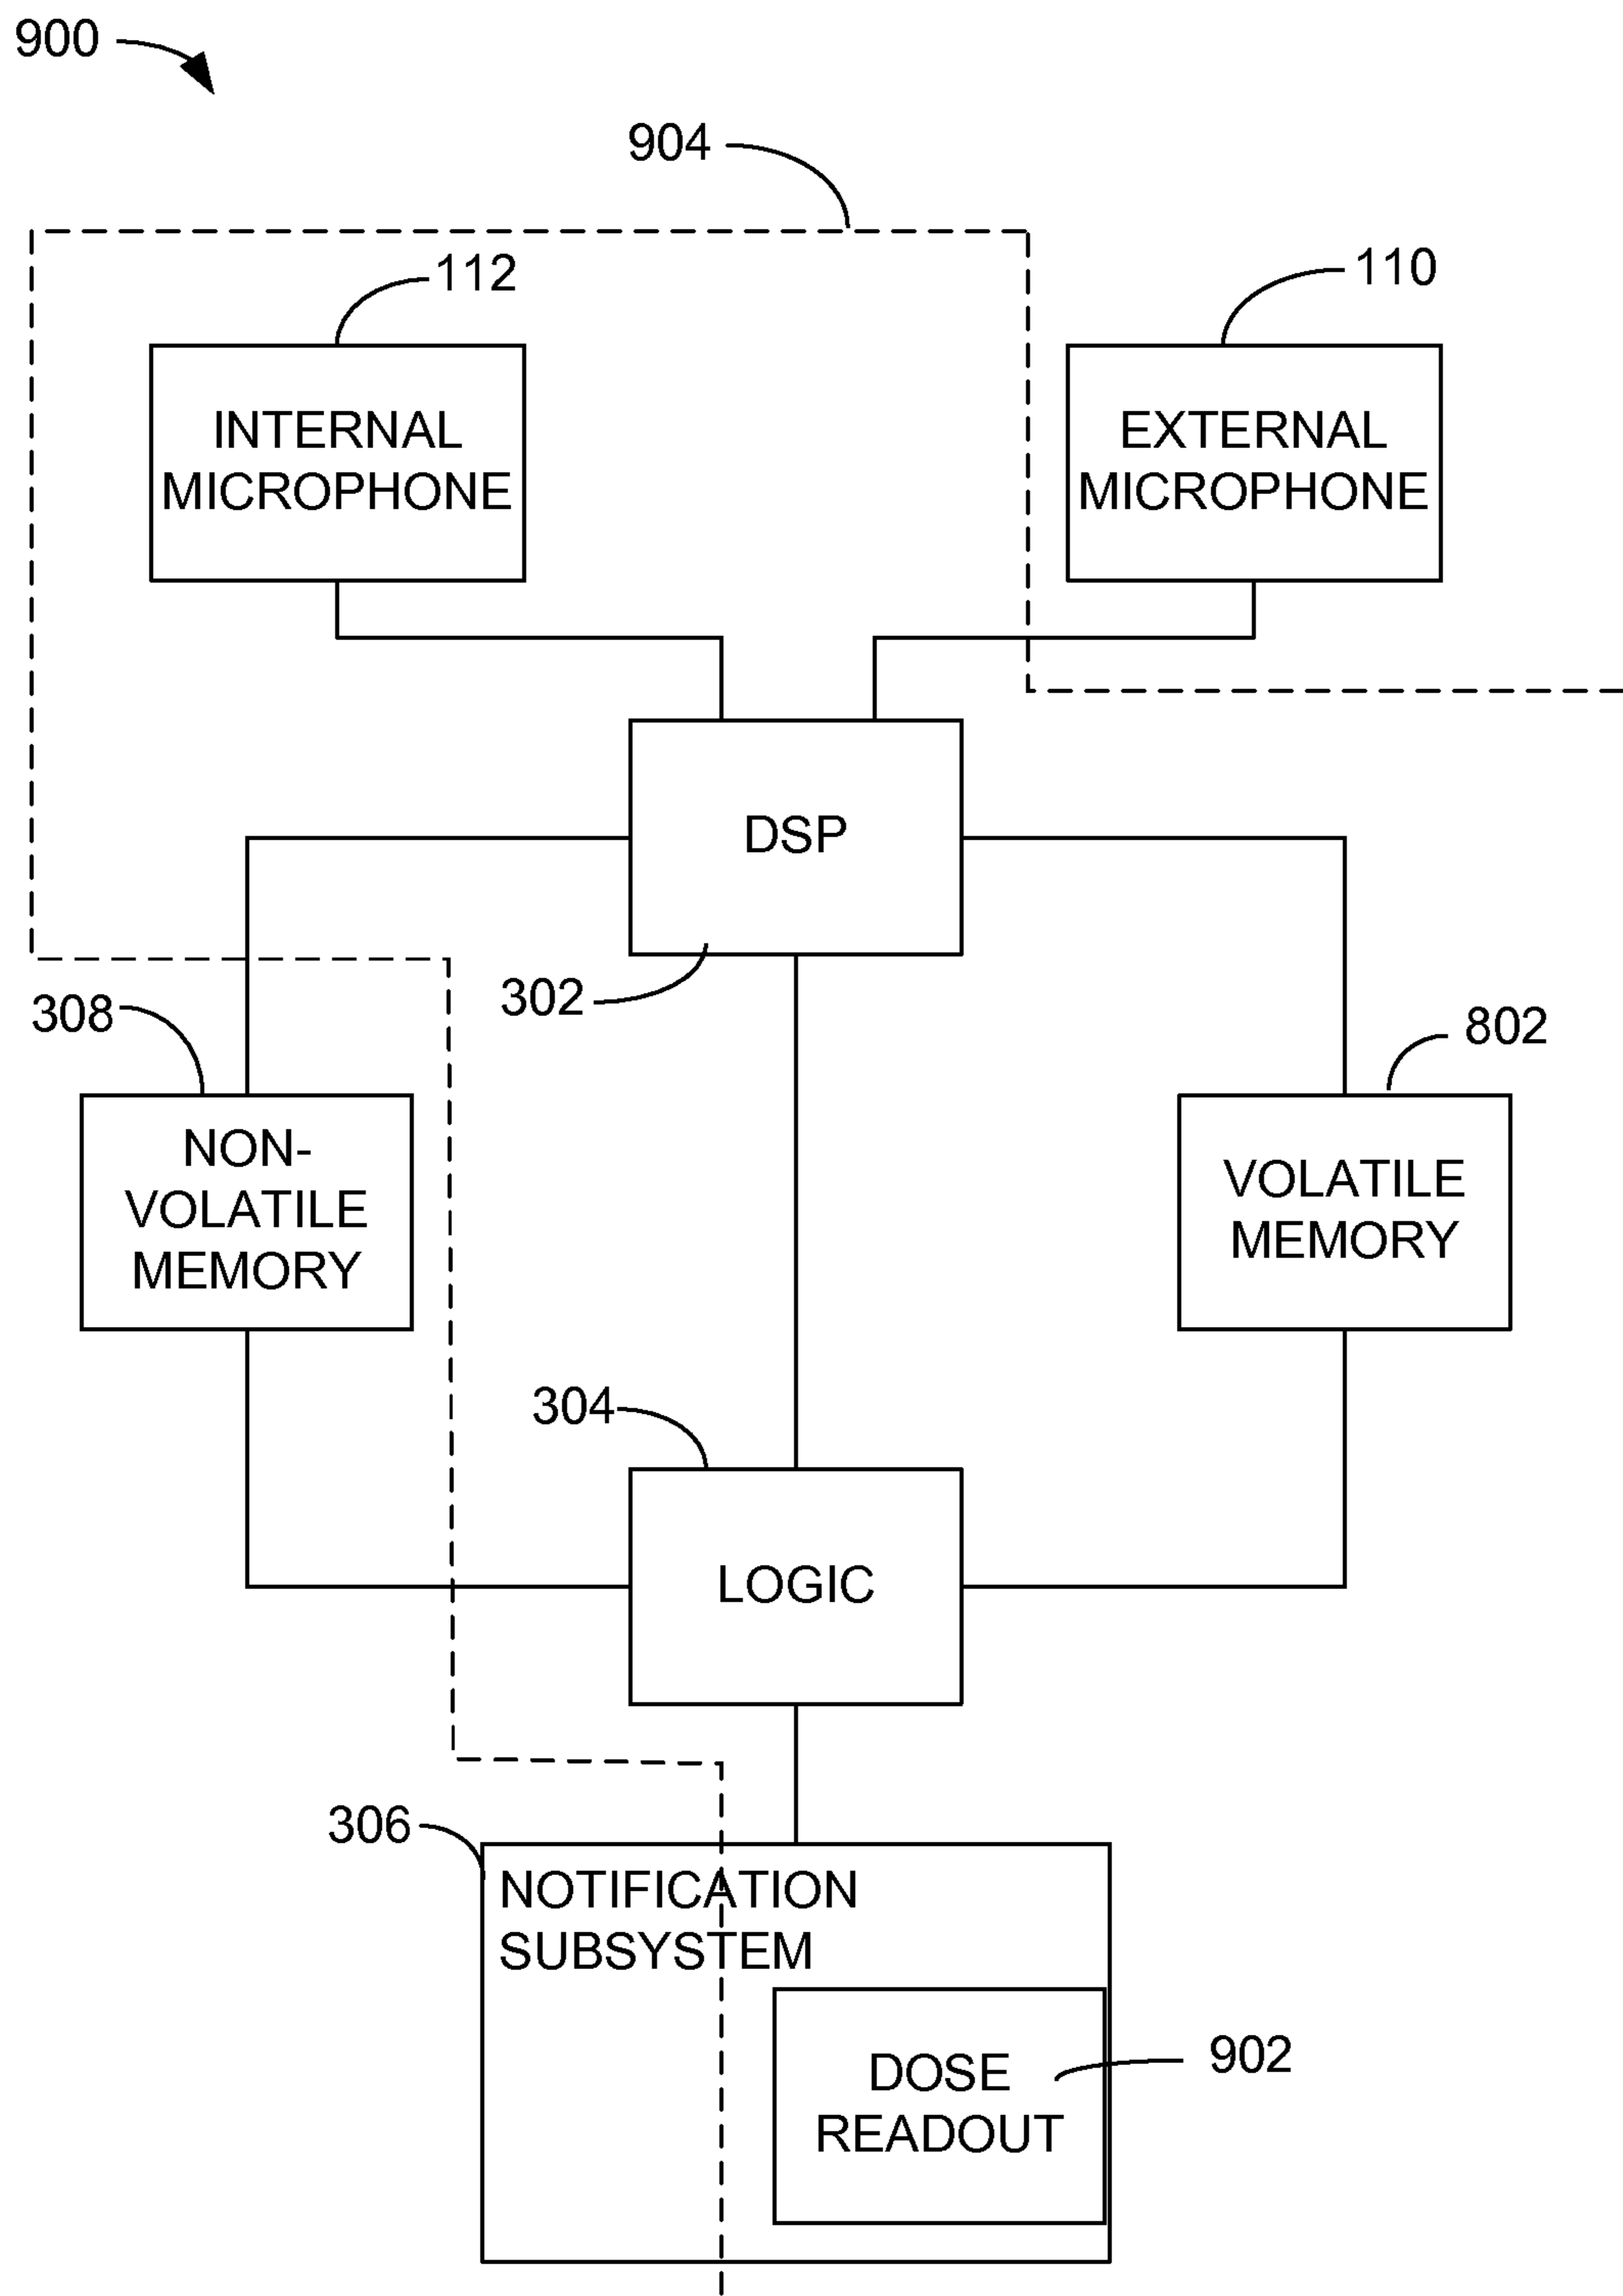 900
904
112
110
INTERNAL
MICROPHONE
EXTERNAL
MICROPHONE
DSP
302
308
802
NON-
VOLATILE
MEMORY
VOLATILE
MEMORY
304
LOGIC
306
NOTIFICATION
SUBSYSTEM
902
DOSE
READOUT